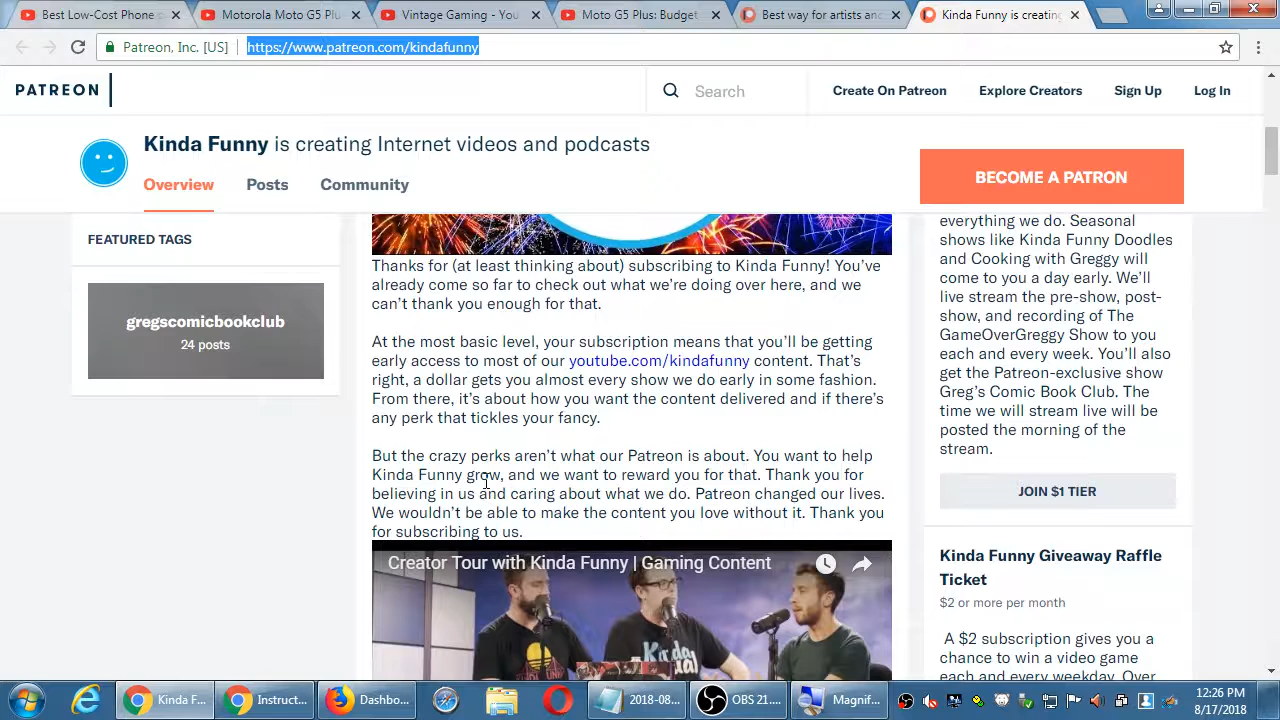 Best Low-Cost Phone
Motorola Moto G5 Plu
Vintage Gaming - You
Moto G5 Plus: Budget
Best way for artists and
Kinda Funny is creatin
Patreon, Inc. [US]
https://www.patreon.com/kindafunny
PATREON
Search
Create On Patreon
Explore Creators
Sign Up
Log In
Kinda Funny is creating Internet videos and podcasts
Overview
Posts
Community
BECOME A PATRON
FEATURED TAGS
gregscomicbookclub
24 posts
Thanks for (at least thinking about) subscribing to Kinda Funny! You've
already come so far to check out what we're doing over here, and we
can't thank you enough for that.
At the most basic level, your subscription means that you'll be getting
early access to most of our youtube.com/kindafunny content. That's
right, a dollar gets you almost every show we do early in some fashion.
From there, it's about how you want the content delivered and if there's
any perk that tickles your fancy.
But the crazy perks aren't what our Patreon is about. You want to help
Kinda Funny grow, and we want to reward you for that. Thank you for
believing in us and caring about what we do. Patreon changed our lives.
We wouldn't be able to make the content you love without it. Thank you
for subscribing to us.
Creator Tour with Kinda Funny | Gaming Content
Kinda
everything we do. Seasonal
shows like Kinda Funny Doodles
and Cooking with Greggy will
come to you a day early. We'll
live stream the pre-show, post-
show, and recording of The
GameOverGreggy Show to you
each and every week. You'll also
get the Patreon-exclusive show
Greg's Comic Book Club. The
time we will stream live will be
posted the morning of the
stream.
JOIN $1 TIER
Kinda Funny Giveaway Raffle
Ticket
$2 or more per month
A $2 subscription gives you a
chance to win a video game
each and every weekday. Over
Kinda F...
Instruct...
Dashbo...
2018-08...
OBS 21....
Magnif...
12:26 PM
8/17/2018